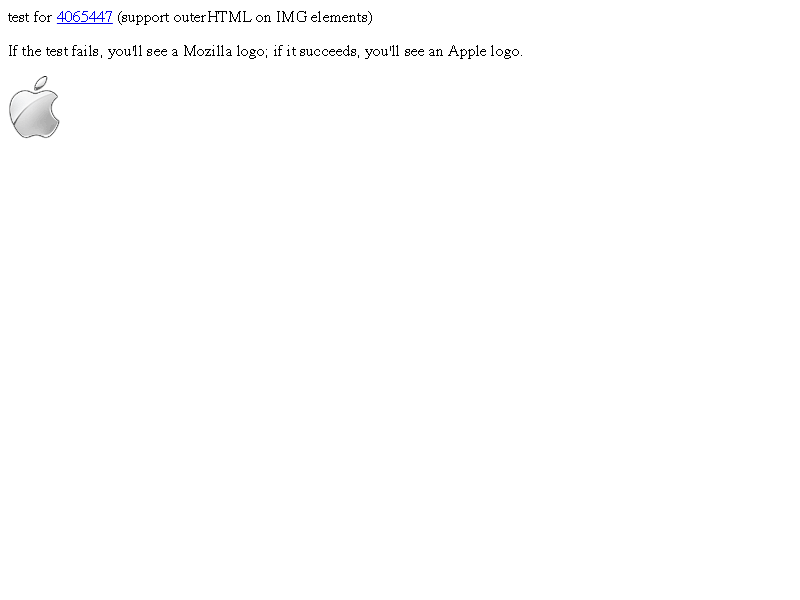 test for 4065447 (support outerHTML on IMG elements)
If the test fails, you'll see a Mozilla logo; if it succeeds, you'll see an Apple logo.